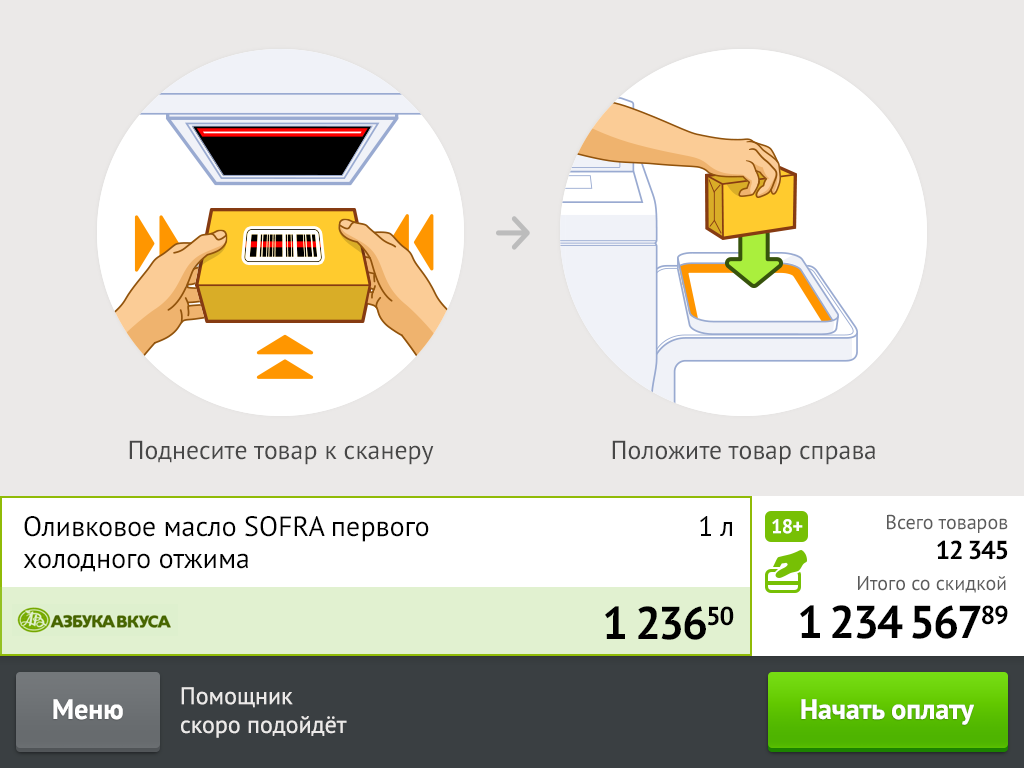 Поднесите товар к сканеру
Положите товар справа
Оливковое масло SOFRA первого
холодного отжима
1 л
АЗБУКА ВКУСА
1 236 50
18+
Всего товаров
12 345
Итого со скидкой
1 234 567 89
Меню
Помощник
скоро подойдёт
Начать оплату